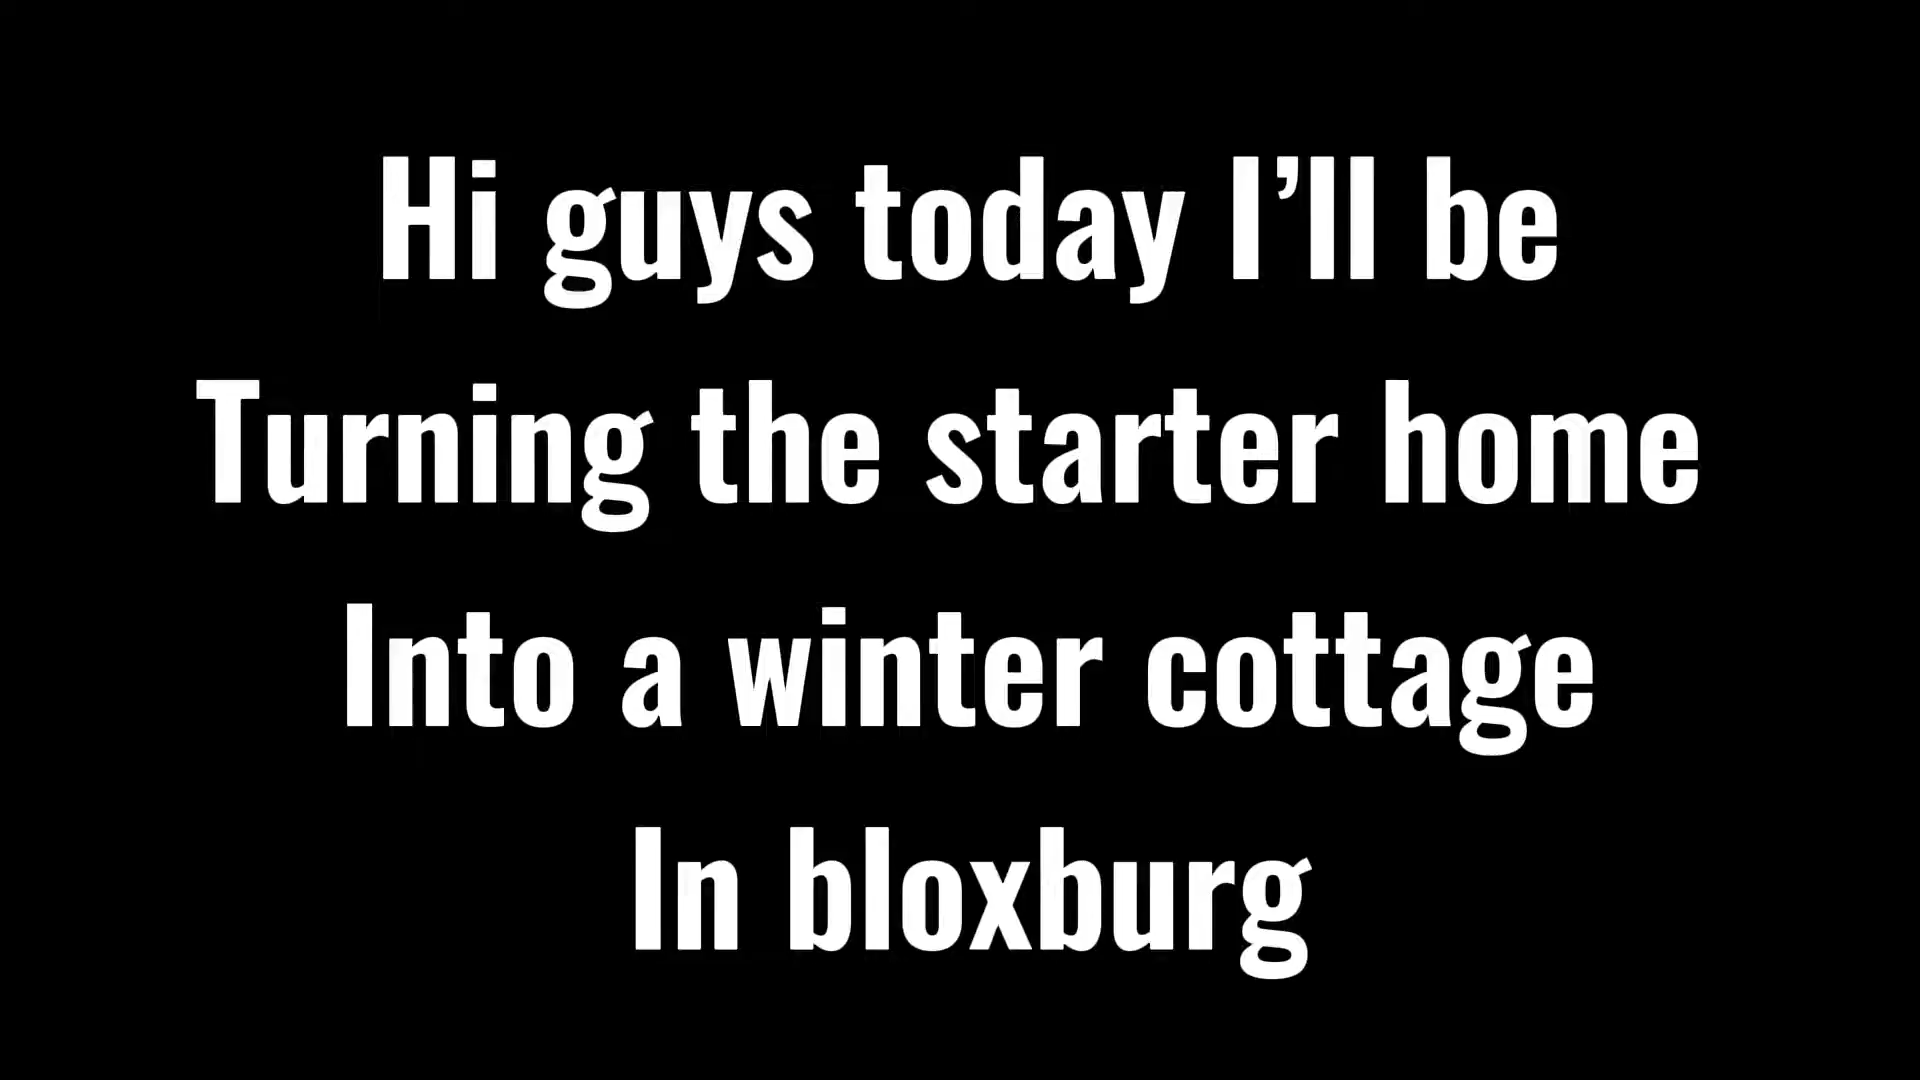 Hi guys today I’ll be
Turning the starter home
Into a winter cottage
In bloxburg